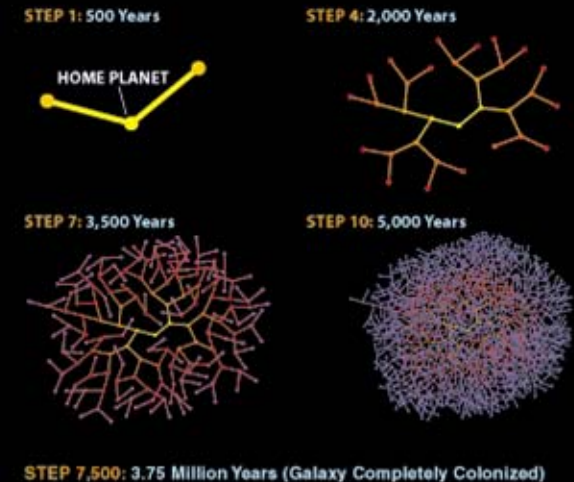 STEP 1: 500 Years
HOME PLANET
STEP 4: 2,000 Years
STEP 7: 3,500 Years
STEP 10: 5,000 Years
STEP 7,500: 3.75 Million Years (Galaxy Completely Colonized)